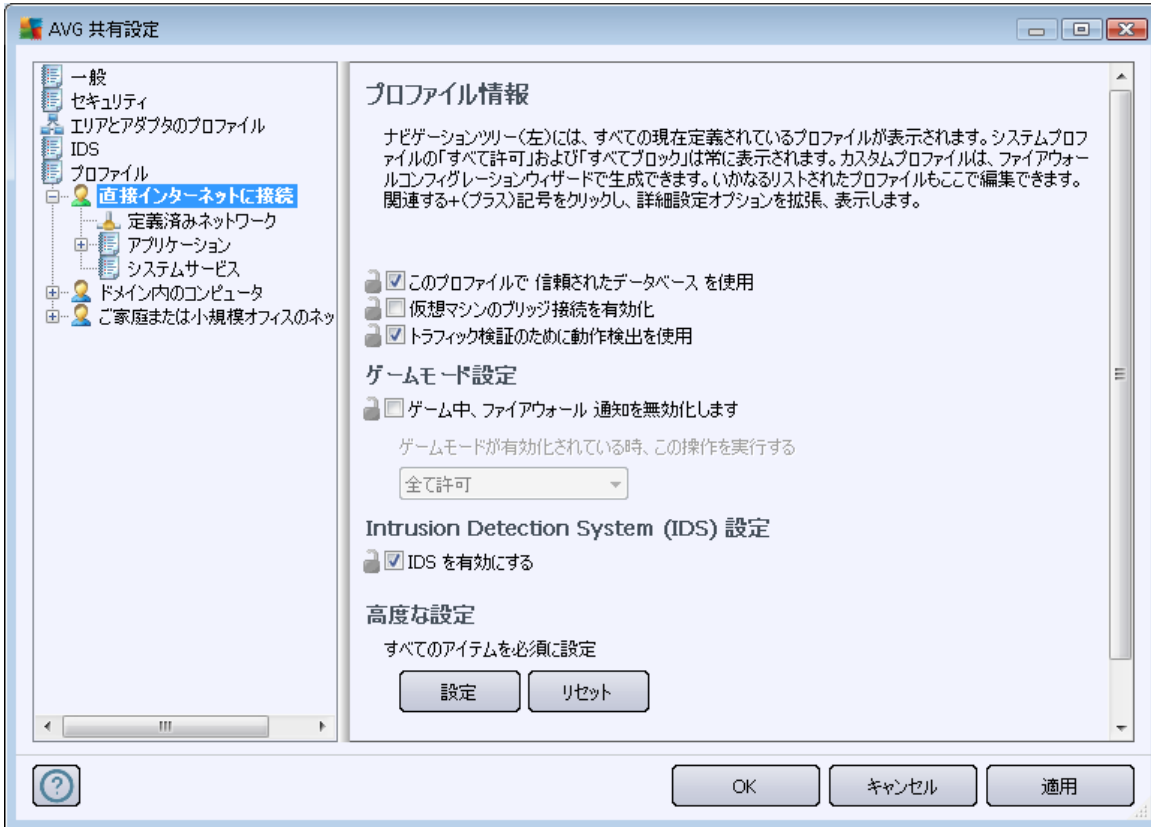 AVG 共有設定
一般
セキュリティ
エリアとアダプタのプロファイル
IDS
プロファイル
直接インターネットに接続
定義済みネットワーク
アプリケーション
システムサービス
ドメイン内のコンピュータ
ご家庭または小規模オフィスのネッ
プロファイル情報
ナビゲーションツリー(左)には、すべての現在定義されているプロファイルが表示されます。システムプロフ
ァイルの「すべて許可」および「すべてブロック」は常に表示されます。カスタムプロファイルは、ファイアウォー
ルコンフィグレーションウィザードで生成できます。いかなるリストされたプロファイルもここで編集できます。
関連する+(プラス)記号をクリックし、詳細設定オプションを拡張、表示します。
このプロファイルで 信頼されたデータベース を使用
仮想マシンのブリッジ接続を有効化
トラフィック検証のために動作検出を使用
ゲームモード設定
ゲーム中、ファイアウォール 通知を無効化します
ゲームモードが有効化されている時、この操作を実行する
全て許可
Intrusion Detection System (IDS) 設定
IDS を有効にする
高度な設定
すべてのアイテムを必須に設定
設定
リセット
OK
キャンセル
適用